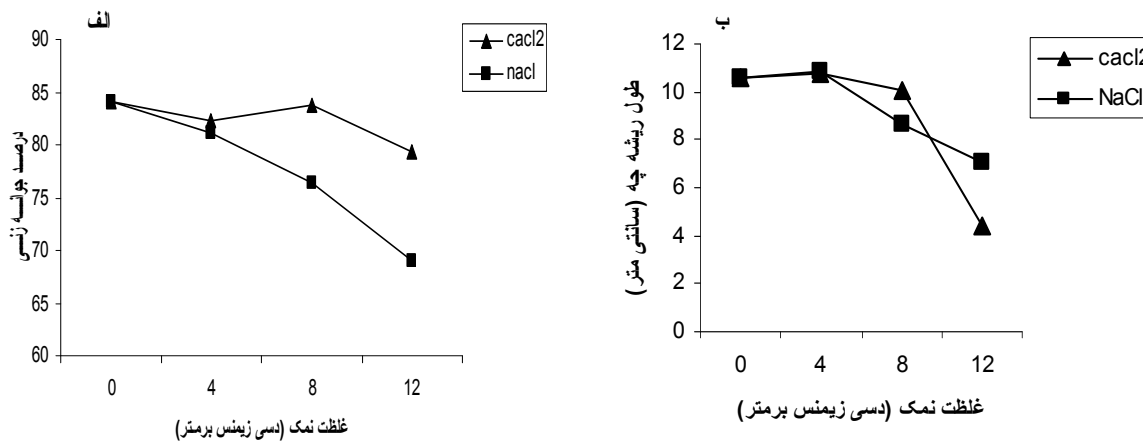 الف
90
85
80
75
70
65
60
0 4 8 12
درصد جوانه زنی
غلظت نمک (دسی زیمنس برمتر)
cacl2
nacl
ب
12
10
8
6
4
2
0
0 4 8 12
طول ریشه چه (سانتی متر)
غلظت نمک (دسی زیمنس برمتر)
cacl2
NaCl